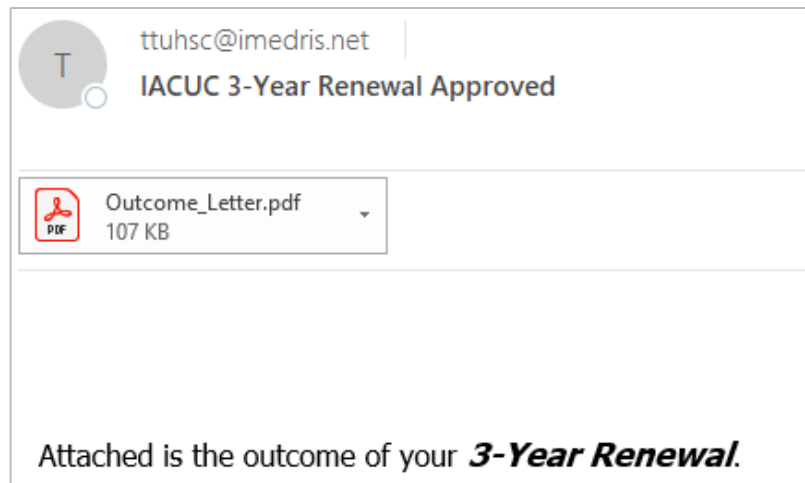 T
ttuhsc@imedris.net
IACUC 3-Year Renewal Approved
PDF
Outcome_Letter.pdf
107 KB
Attached is the outcome of your 3-Year Renewal.